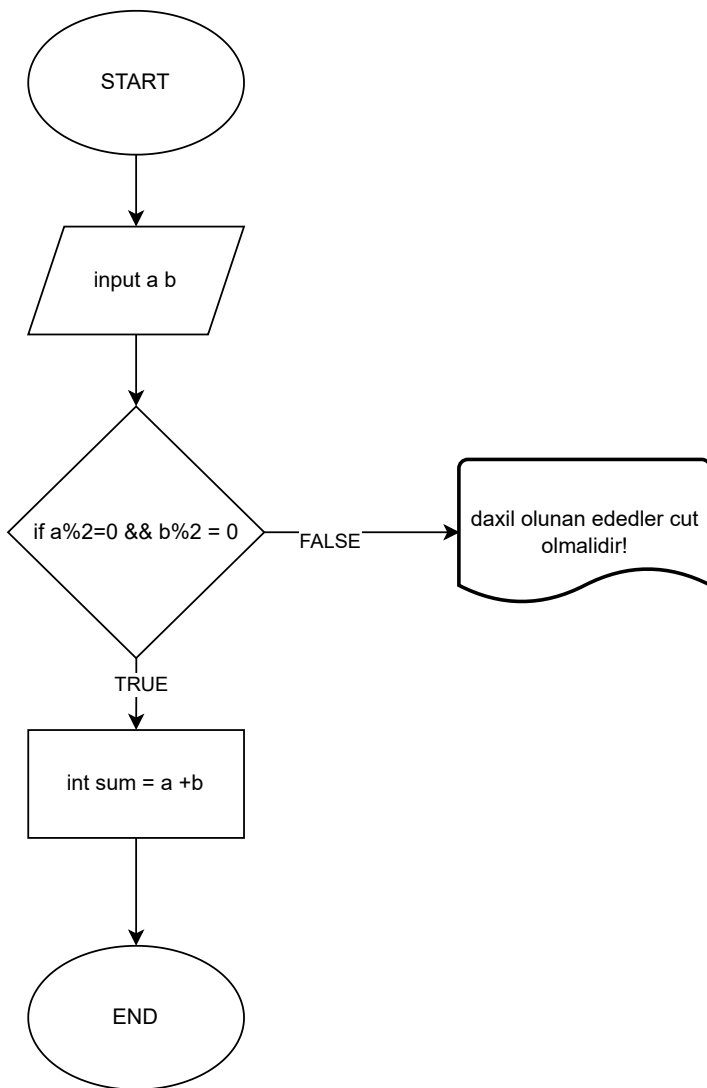 START
input a b
if a%2=0 && b%2 = 0
FALSE
daxil olunan ededler cut
olmalidir!
TRUE
int sum = a +b
END